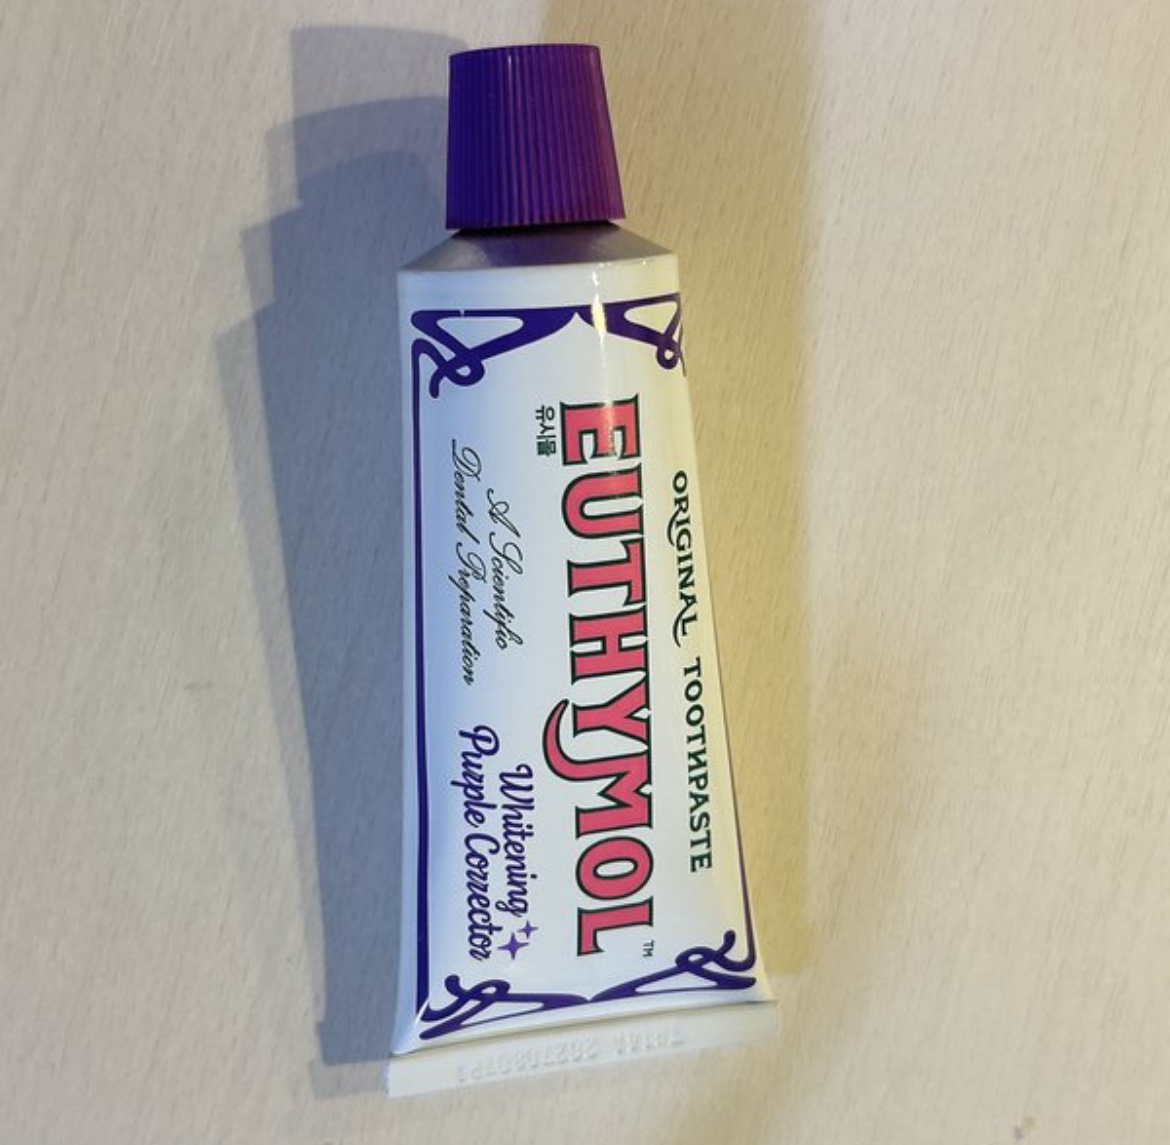 ORIGINAL TOOTHPASTE
EUTHYMOL™
유시몰
A Scientific
Dental Preparation
Whitening
Purple Corrector